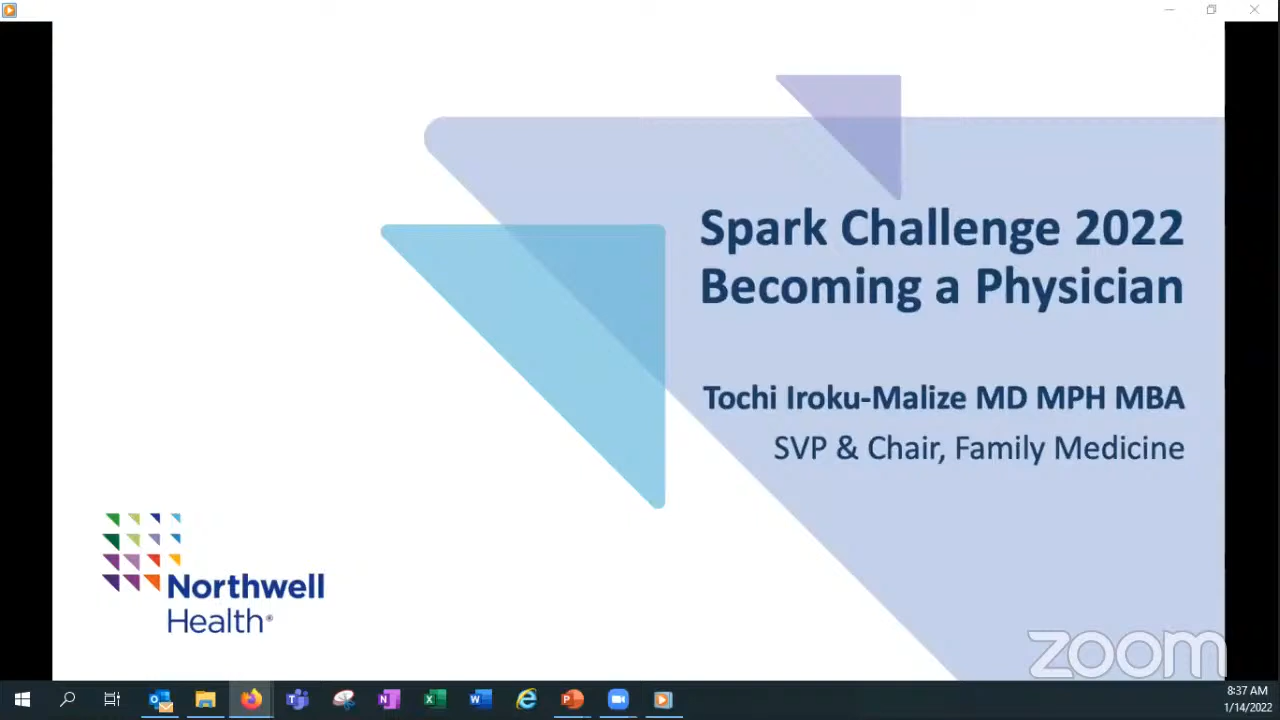 Spark Challenge 2022
Becoming a Physician
Tochi Iroku-Malize MD MPH MBA
SVP & Chair, Family Medicine
Northwell
Health®
zoom
8:37 AM
1/14/2022